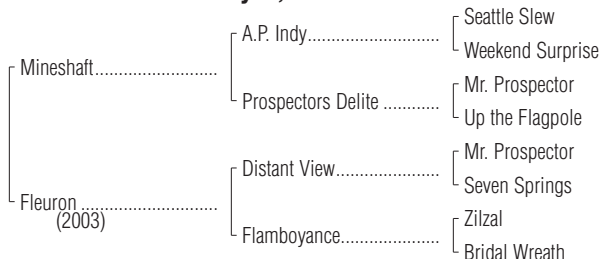 Seattle Slew
A.P. Indy
Weekend Surprise
Mineshaft
Mr. Prospector
Prospectors Delite
Up the Flagpole
Mr. Prospector
Distant View
Seven Springs
Fleuron
(2003)
Zilzal
Flamboyance
Bridal Wreath